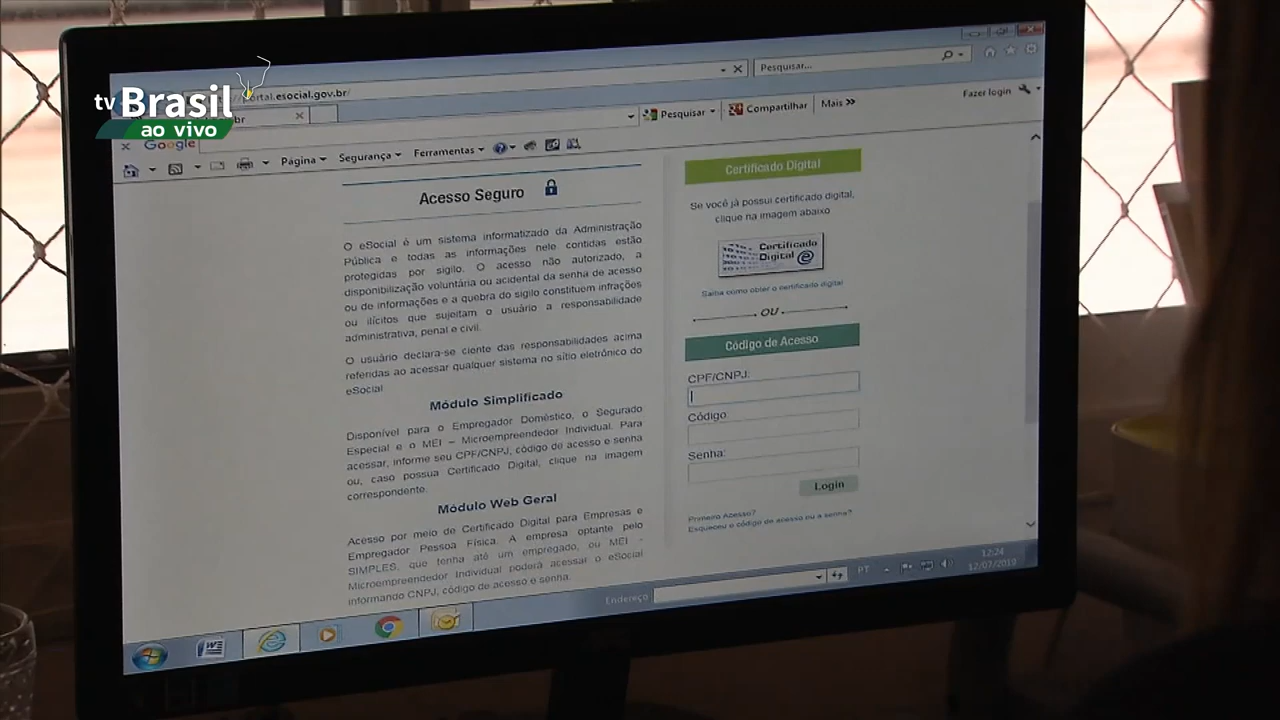 tv Brasil
ao vivo
ortal.esocial.gov.br/
Pesquisar...
br
Google
Pesquisar
Compartilhar
Mais
Fazer login
Página
Segurança
Ferramentas
Acesso Seguro
O eSocial é um sistema informatizado da Administração
Pública e todas as informações nele contidas estão
protegidas por sigilo. O acesso não autorizado, a
disponibilização voluntária ou acidental da senha de acesso
ou de informações e a quebra do sigilo constituem infrações
ou ilícitos que sujeitam o usuário a responsabilidade
administrativa, penal e civil.
O usuário declara-se ciente das responsabilidades acima
referidas ao acessar qualquer sistema no sítio eletrônico do
eSocial
Módulo Simplificado
Disponível para o Empregador Doméstico, o Segurado
Especial e o MEI – Microempreendedor Individual. Para
acessar, informe seu CPF/CNPJ, código de acesso e senha
ou, caso possua Certificado Digital, clique na imagem
correspondente.
Módulo Web Geral
Acesso por meio de Certificado Digital para Empresas e
Empregador Pessoa Física. A empresa optante pelo
SIMPLES, que tenha até um empregado, ou MEI -
Microempreendedor Individual poderá acessar o eSocial
informando CNPJ, código de acesso e senha.
Certificado Digital
Se você já possui certificado digital,
clique na imagem abaixo
Certificado
Digital
Saiba como obter o certificado digital
OU
Código de Acesso
CPF/CNPJ:
Código
Senha:
Login
Primeiro Acesso?
Esqueceu o código de acesso ou a senha?
Endereço
PT
12:24
12/07/2019